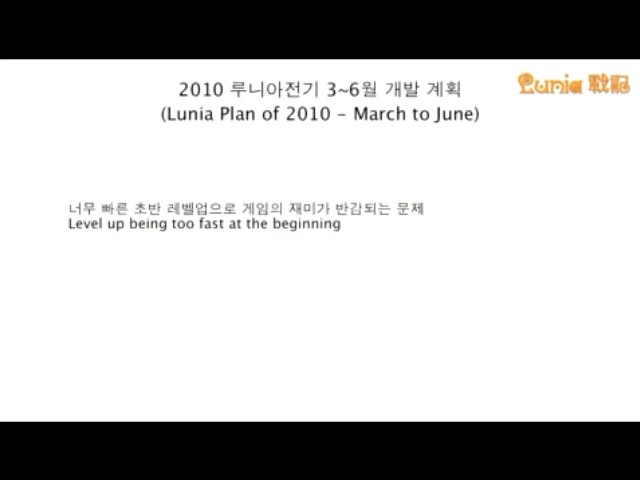 2010 루니아전기 3~6월 개발 계획
Lunia 戰記
(Lunia Plan of 2010 - March to June)
너무 빠른 초반 레벨업으로 게임의 재미가 반감되는 문제
Level up being too fast at the beginning